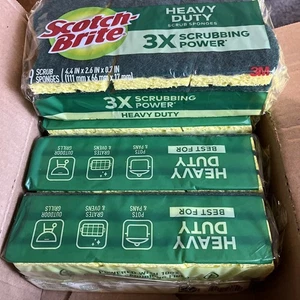 Scotch-Brite
HEAVY
DUTY
SCRUB SPONGES
3X SCRUBBING
POWER*
SCRUB
SPONGES
4.4 IN x 2.6 IN x 0.7 IN
(111 mm x 66 mm x 17 mm)
3M
3X SCRUBBING
POWER*
HEAVY DUTY
HEAVY
DUTY
BEST FOR
POTS
& PANS
GRATES
& OVENS
OUTDOOR
GRILLS
HEAVY
DUTY
BEST FOR
POTS
& PANS
GRATES
& OVENS
OUTDOOR
GRILLS